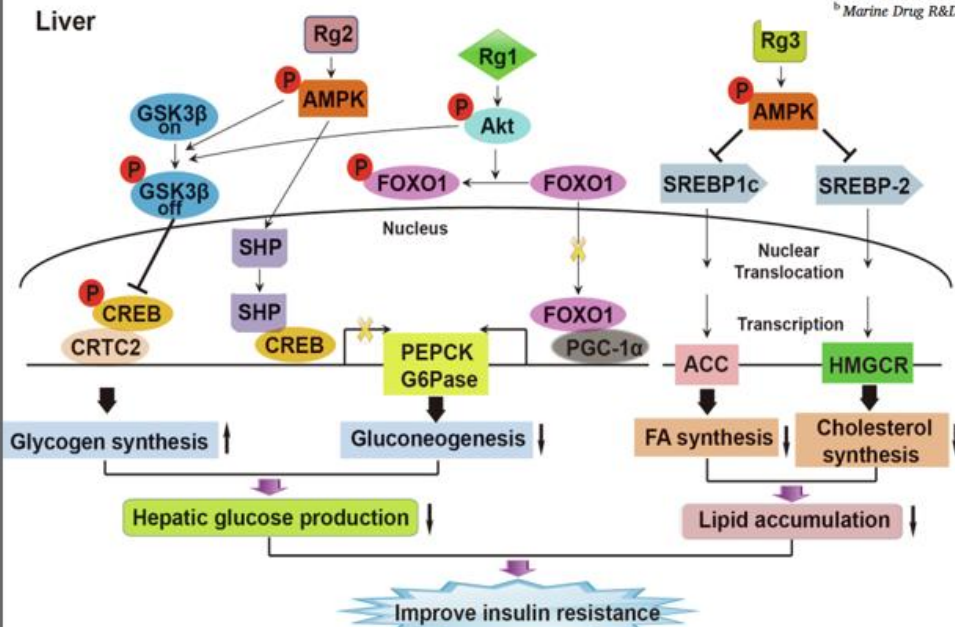 Liver
b Marine Drug R&D
Rg2
Rg1
Rg3
P
AMPK
P
Akt
P
AMPK
GSK3β
on
P
GSK3β
off
P
FOXO1
FOXO1
SREBP1c
SREBP-2
Nucleus
SHP
Nuclear
Translocation
P
CREB
CRTC2
SHP
CREB
X
X
PEPCK
G6Pase
FOXO1
PGC-1α
Transcription
ACC
HMGCR
Glycogen synthesis
Gluconeogenesis
FA synthesis
Cholesterol
synthesis
Hepatic glucose production
Lipid accumulation
Improve insulin resistance